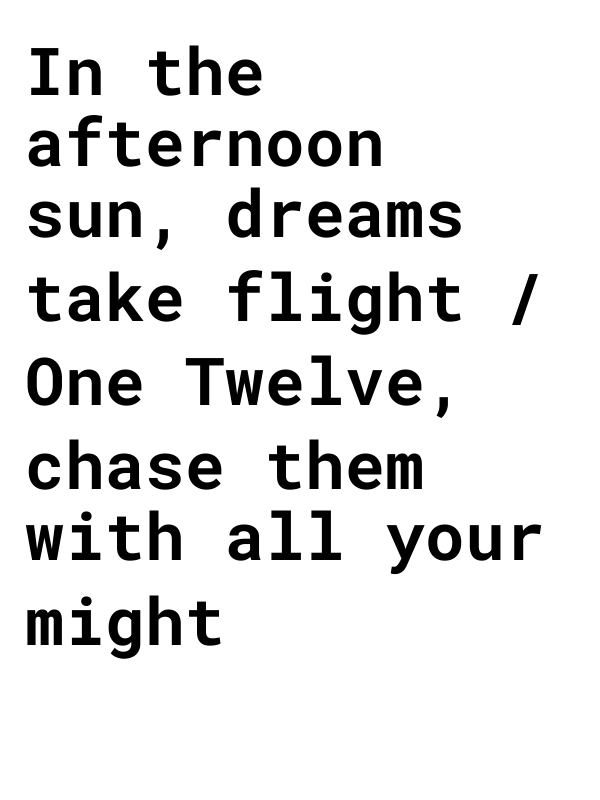 In the
afternoon
sun, dreams
take flight /
One Twelve,
chase them
with all your
might